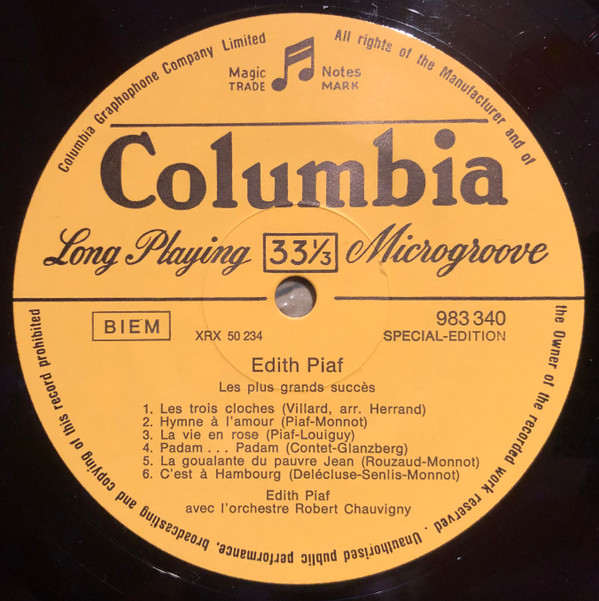 Columbia Graphophone Company Limited
All rights of the Manufacturer and of
the Owner of the recorded work reserved . Unauthorised public performance, broadcasting and copying of this record prohibited
Magic Notes
TRADE MARK
Columbia
Long Playing 33⅓ Microgroove
BIEM
XRX 50 234
983 340
SPECIAL-EDITION
Edith Piaf
Les plus grands succès
1. Les trois cloches (Villard, arr. Herrand)
2. Hymne à l'amour (Piaf-Monnot)
3. La vie en rose (Piaf-Louiguy)
4. Padam . . . Padam (Contet-Glanzberg)
5. La goualante du pauvre Jean (Rouzaud-Monnot)
6. C'est à Hambourg (Delécluse-Senlis-Monnot)
Edith Piaf
avec l'orchestre Robert Chauvigny